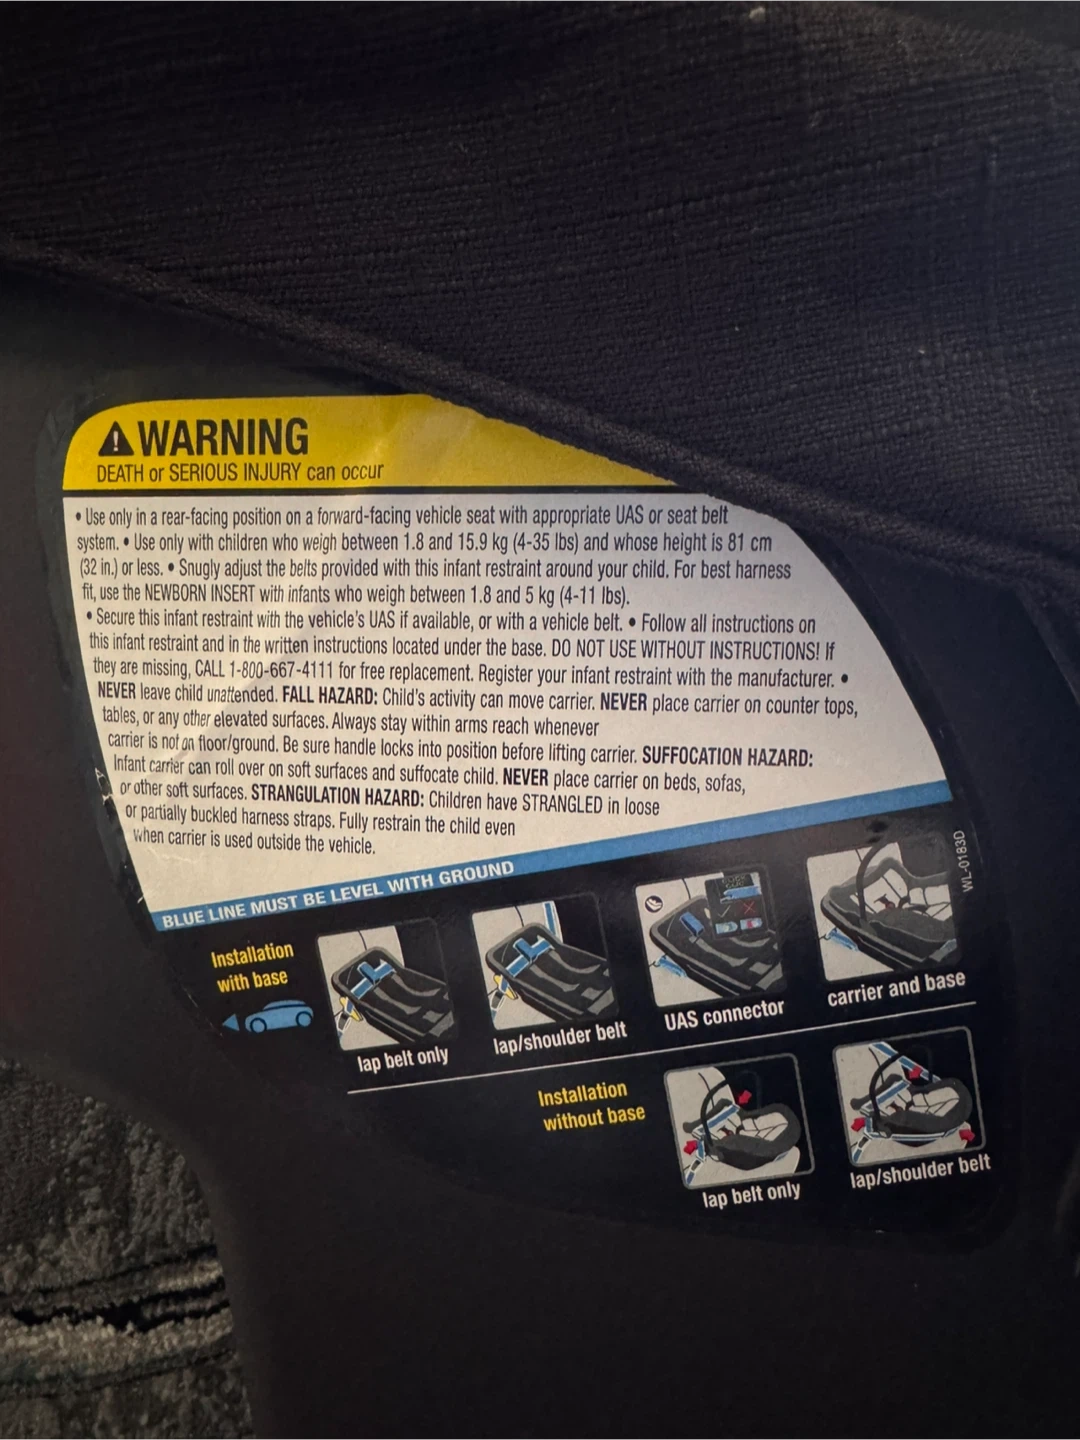 WARNING
DEATH or SERIOUS INJURY can occur
• Use only in a rear-facing position on a forward-facing vehicle seat with appropriate UAS or seat belt
system. • Use only with children who weigh between 1.8 and 15.9 kg (4-35 lbs) and whose height is 81 cm
(32 in.) or less. • Snugly adjust the belts provided with this infant restraint around your child. For best harness
fit, use the NEWBORN INSERT with infants who weigh between 1.8 and 5 kg (4-11 lbs).
• Secure this infant restraint with the vehicle's UAS if available, or with a vehicle belt. • Follow all instructions on
this infant restraint and in the written instructions located under the base. DO NOT USE WITHOUT INSTRUCTIONS! If
they are missing, CALL 1-800-667-4111 for free replacement. Register your infant restraint with the manufacturer. •
NEVER leave child unattended. FALL HAZARD: Child's activity can move carrier. NEVER place carrier on counter tops,
tables, or any other elevated surfaces. Always stay within arms reach whenever
carrier is not on floor/ground. Be sure handle locks into position before lifting carrier. SUFFOCATION HAZARD:
Infant carrier can roll over on soft surfaces and suffocate child. NEVER place carrier on beds, sofas,
or other soft surfaces. STRANGULATION HAZARD: Children have STRANGLED in loose
or partially buckled harness straps. Fully restrain the child even
when carrier is used outside the vehicle.
BLUE LINE MUST BE LEVEL WITH GROUND
WL-0183D
Installation
with base
lap belt only
lap/shoulder belt
UAS connector
carrier and base
Installation
without base
lap belt only
lap/shoulder belt